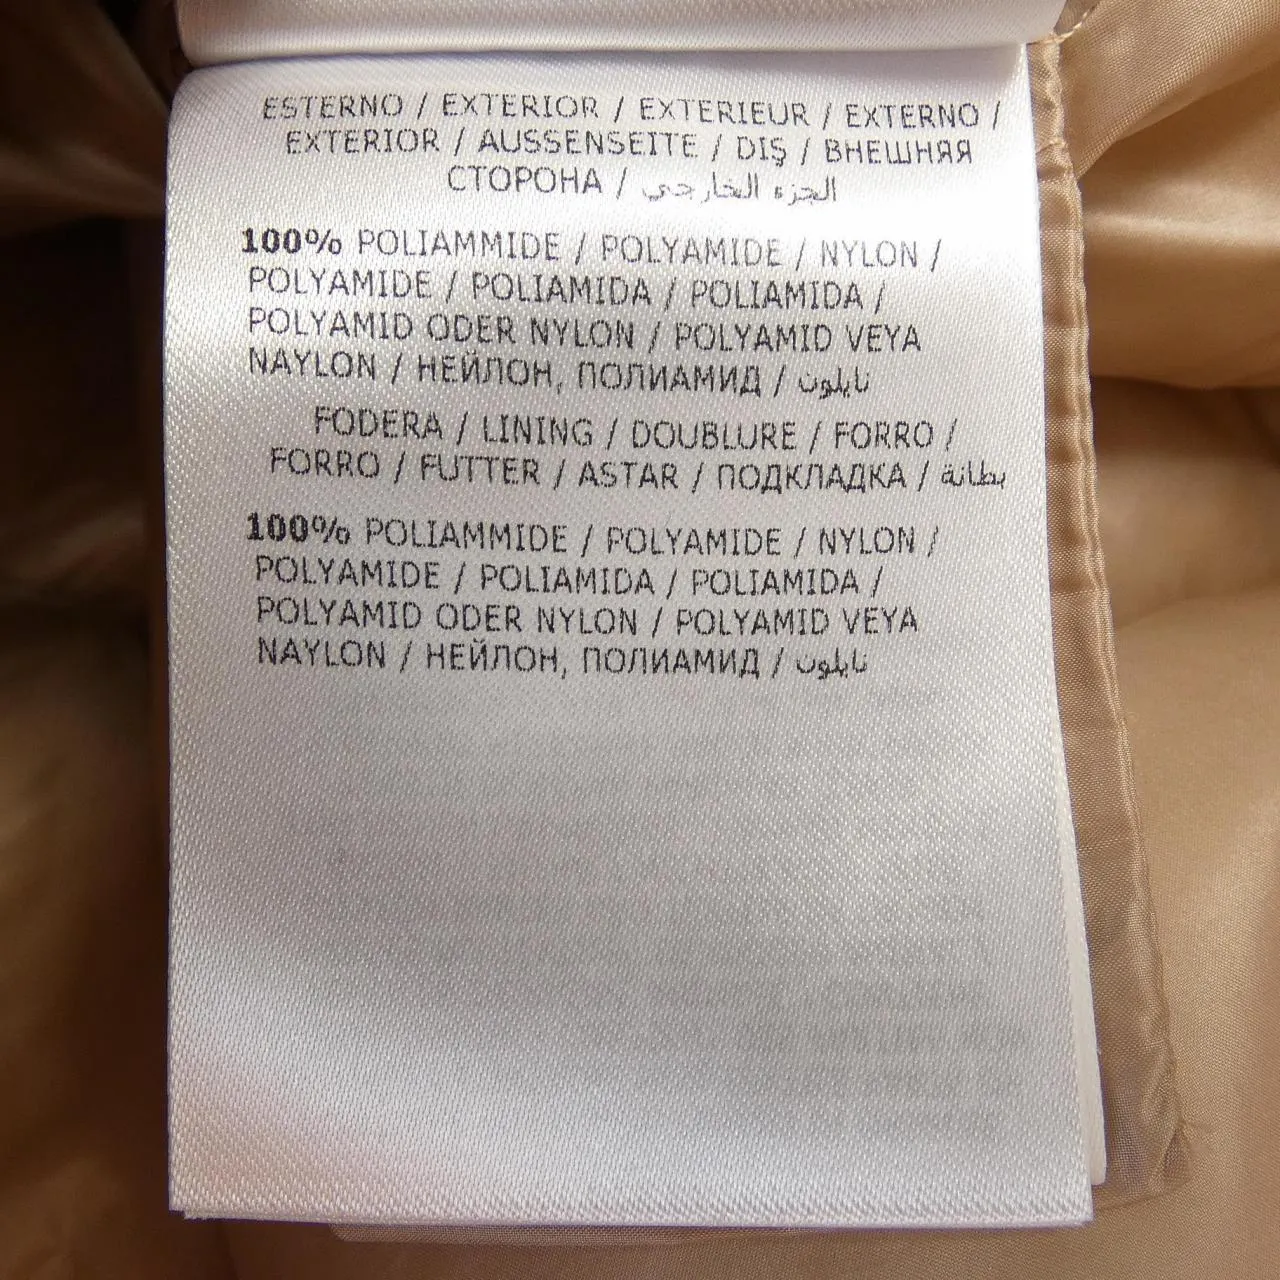 ESTERNO / EXTERIOR / EXTERIEUR / EXTERNO /
EXTERIOR / AUSSENSEITE / DIŞ / ВНЕШНЯЯ
СТОРОНА / الجزء الخارجي
100% POLIAMMIDE / POLYAMIDE / NYLON /
POLYAMIDE / POLIAMIDA / POLIAMIDA /
POLYAMID ODER NYLON / POLYAMID VEYA
NAYLON / НЕЙЛОН, ПОЛИАМИД / نايلون
FODERA / LINING / DOUBLURE / FORRO /
FORRO / FUTTER / ASTAR / ПОДКЛАДКА / بطانة
100% POLIAMMIDE / POLYAMIDE / NYLON /
POLYAMIDE / POLIAMIDA / POLIAMIDA /
POLYAMID ODER NYLON / POLYAMID VEYA
NAYLON / НЕЙЛОН, ПОЛИАМИД / نايلون